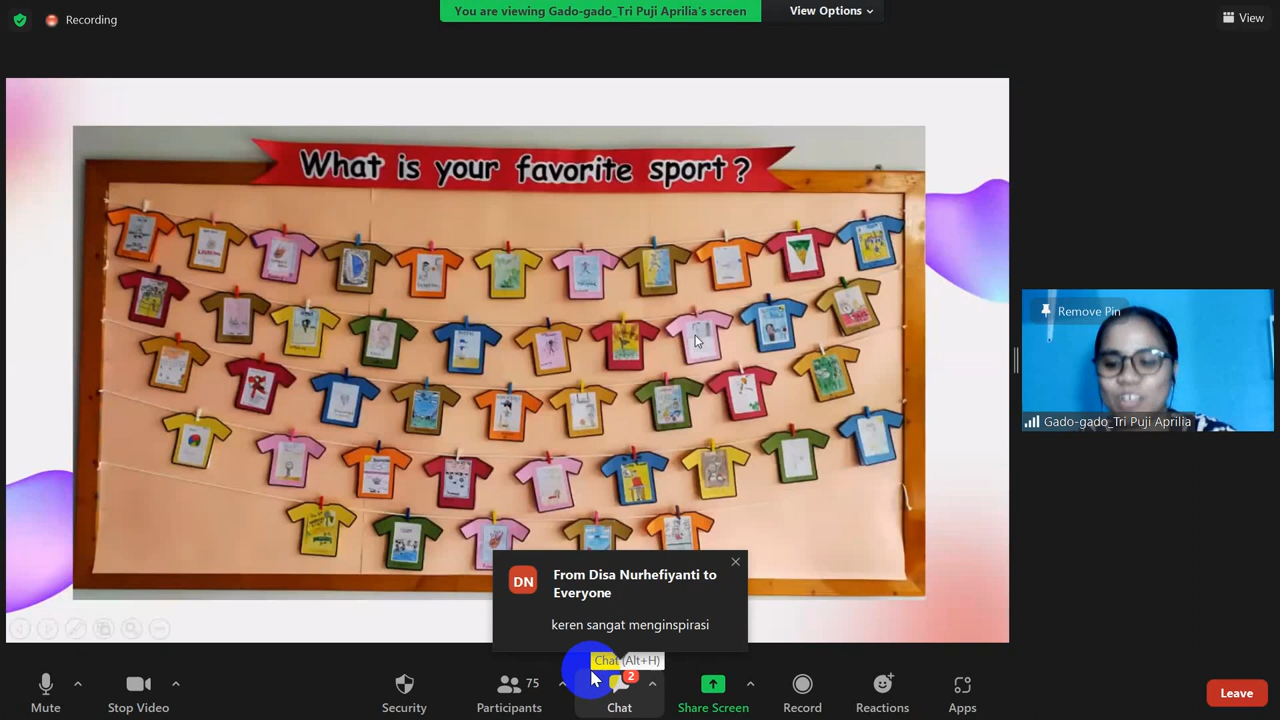 Recording
You are viewing Gado-gado_Tri Puji Aprilia's screen
View Options
View
What is your favorite sport?
Remove Pin
Gado-gado_Tri Puji Aprilia
DN
From Disa Nurhefiyanti to
Everyone
keren sangat menginspirasi
Chat (Alt+H)
Mute
Stop Video
Security
Participants
75
Chat
2
Share Screen
Record
Reactions
Apps
Leave